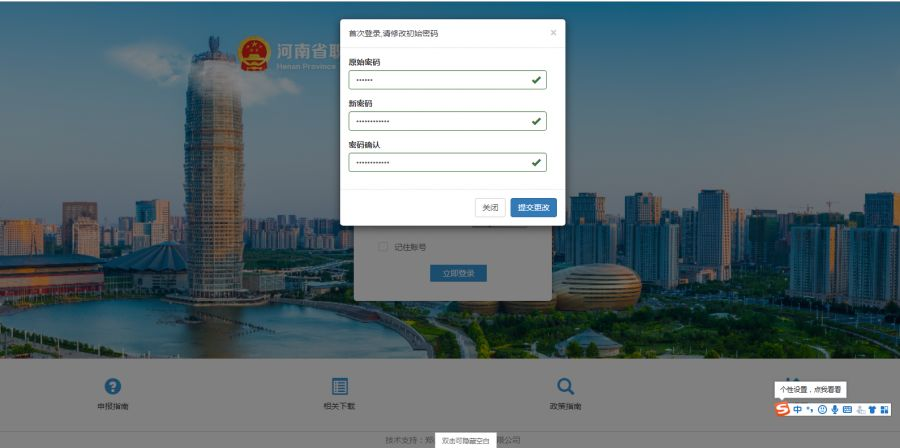 首次登录,请修改初始密码
×
河南省职
Henan Province
原始密码
新密码
密码确认
关闭
提交更改
记住账号
立即登录
申报指南
相关下载
政策指南
个性设置，点我看看
中
技术支持：郑
限公司
双击可隐藏空白